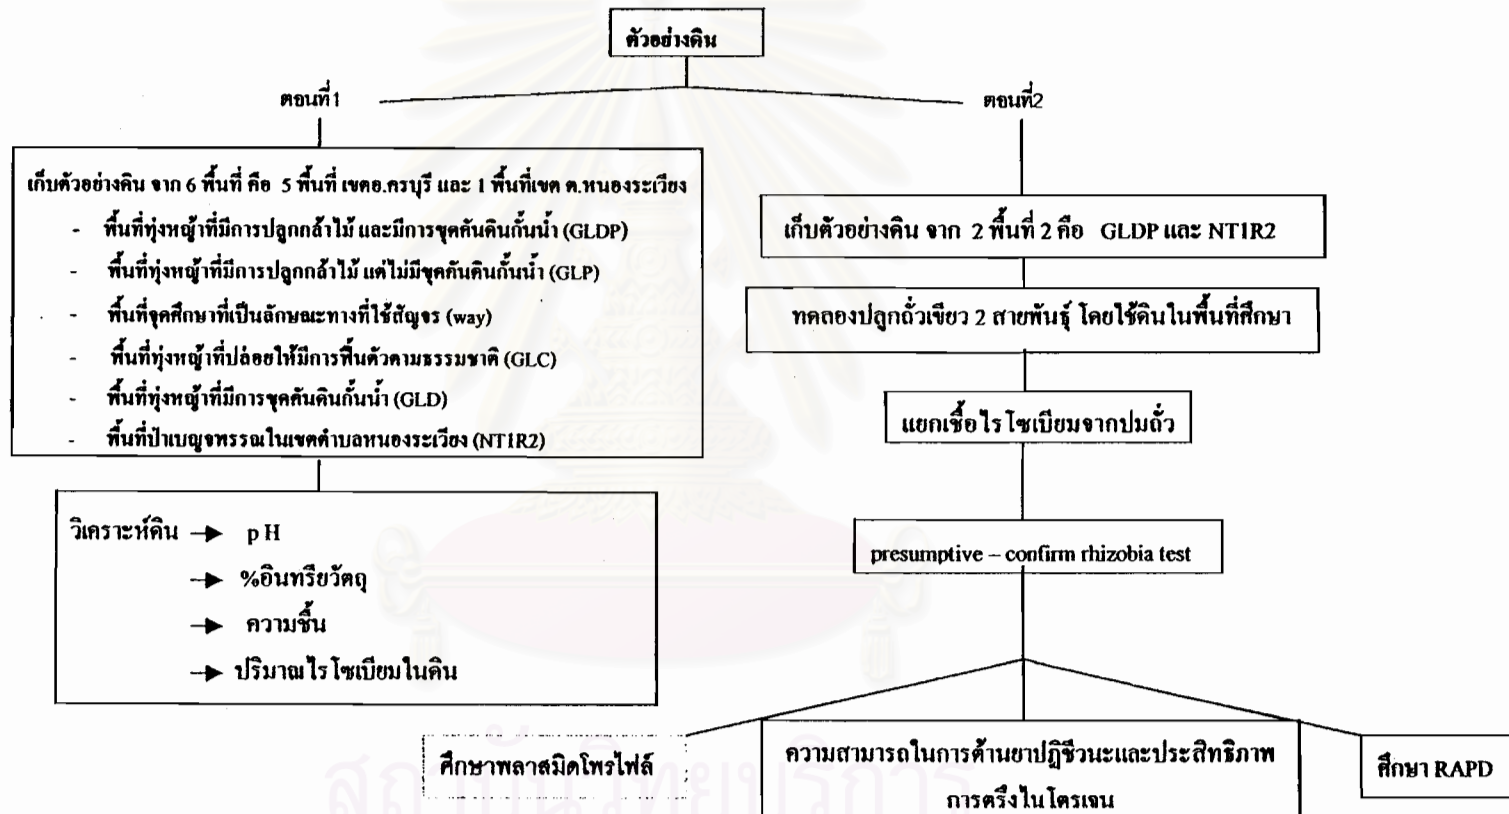 ตัวอย่างดิน
ตอนที่1
ตอนที่2
เก็บตัวอย่างดิน จาก 6 พื้นที่ คือ 5 พื้นที่ เขตอ.ครบุรี และ 1 พื้นที่เขต ต.หนองระเวียง
- พื้นที่ทุ่งหญ้าที่มีการปลูกกล้าไม้ และมีการขุดคันดินกั้นน้ำ (GLDP)
- พื้นที่ทุ่งหญ้าที่มีการปลูกกล้าไม้ แต่ไม่มีขุดคันดินกั้นน้ำ (GLP)
- พื้นที่จุดศึกษาที่เป็นลักษณะทางที่ใช้สัญจร (way)
- พื้นที่ทุ่งหญ้าที่ปล่อยให้มีการฟื้นตัวตามธรรมชาติ (GLC)
- พื้นที่ทุ่งหญ้าที่มีการขุดคันดินกั้นน้ำ (GLD)
- พื้นที่ป่าเบญจพรรณในเขตตำบลหนองระเวียง (NT1R2)
วิเคราะห์ดิน → p H
→ %อินทรียวัตถุ
→ ความชื้น
→ ปริมาณไรโซเบียมในดิน
เก็บตัวอย่างดิน จาก 2 พื้นที่ 2 คือ GLDP และ NT1R2
ทดลองปลูกถั่วเขียว 2 สายพันธุ์ โดยใช้ดินในพื้นที่ศึกษา
แยกเชื้อไรโซเบียมจากปมถั่ว
presumptive – confirm rhizobia test
ศึกษาพลาสมิดโพรไฟล์
ความสามารถในการต้านยาปฏิชีวนะและประสิทธิภาพ
การตรึงไนโตรเจน
ศึกษา RAPD
สถาบันวิทยบริการ